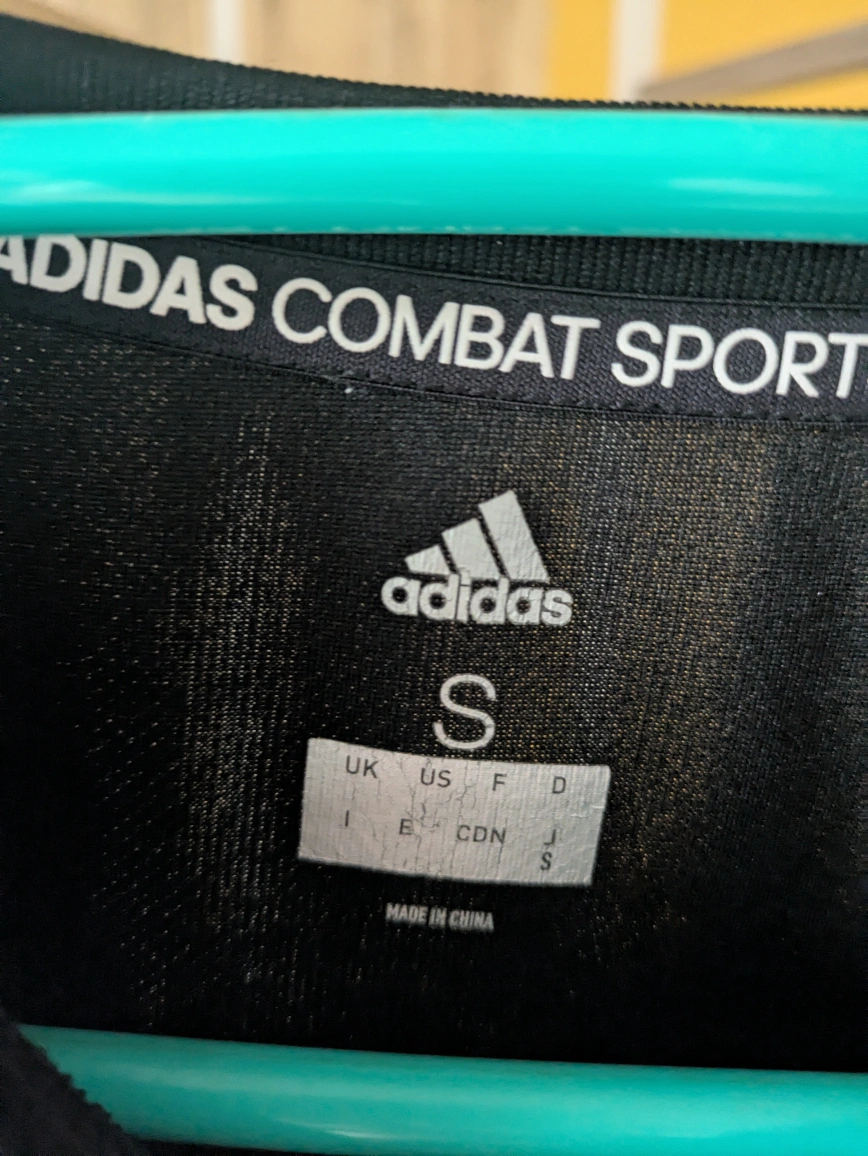 ADIDAS COMBAT SPORT
adidas
S
UK US F D
I E CDN J
S
MADE IN CHINA